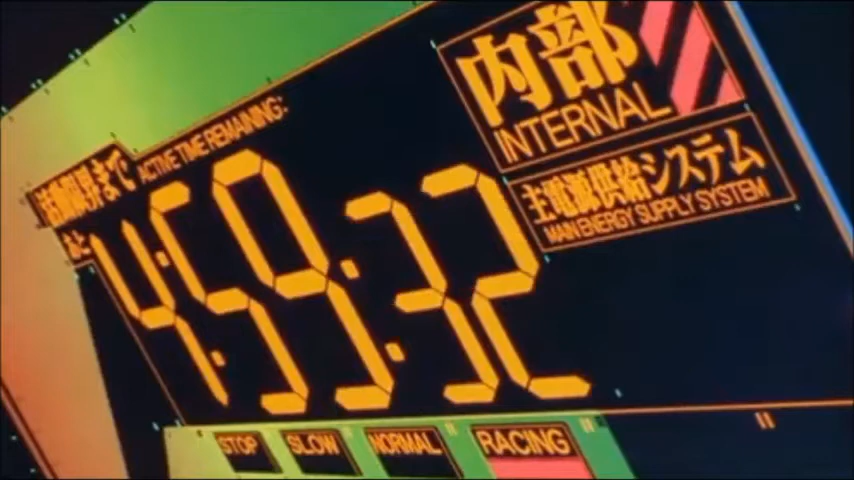 内部
INTERNAL
主電源供給システム
MAIN ENERGY SUPPLY SYSTEM
活動限界まで
ACTIVE TIME REMAINING:
あと
4:59:32
STOP
SLOW
NORMAL
RACING